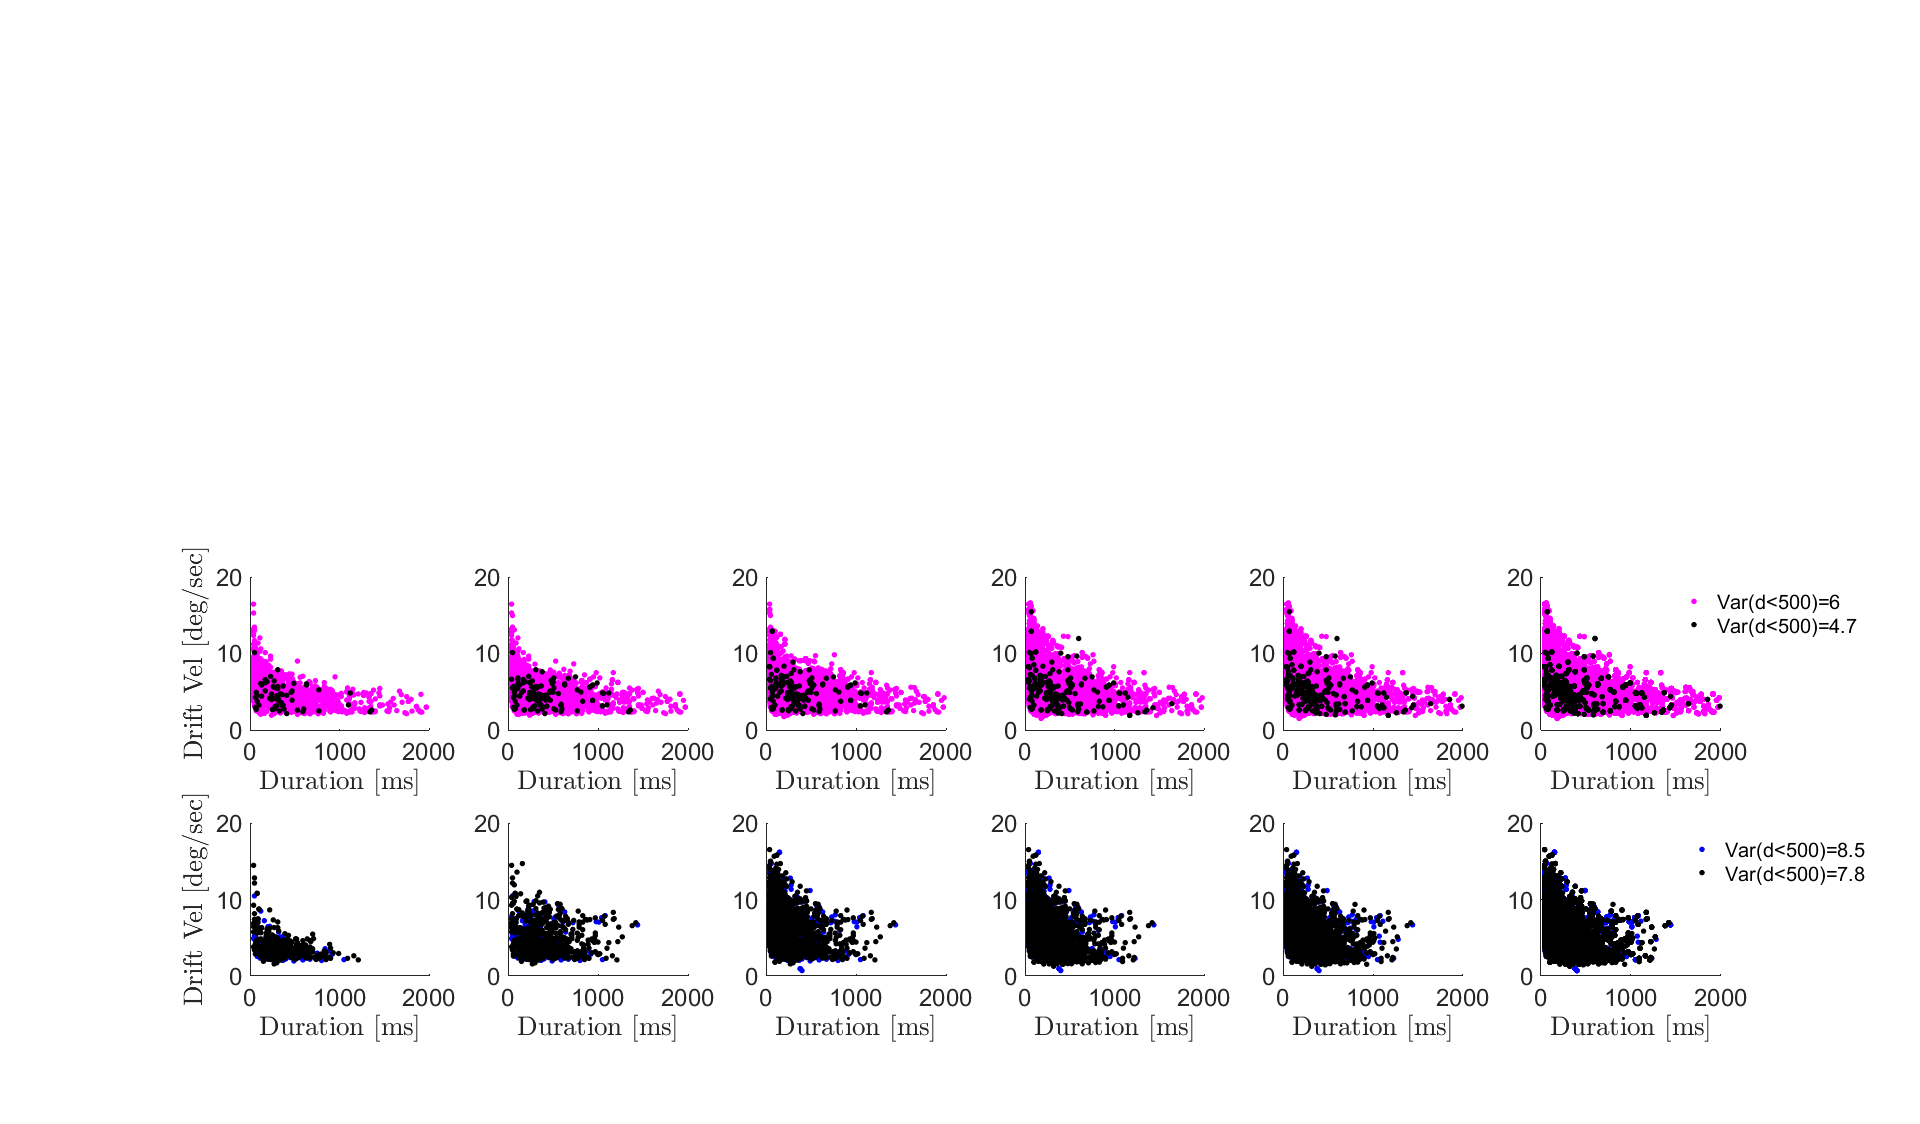 Drift Vel [deg/sec]
20 20 20 20 20 20
10 10 10 10 10 10
0 0 0 0 0 0
0 1000 2000 0 1000 2000 0 1000 2000 0 1000 2000 0 1000 2000 0 1000 2000
Duration [ms] Duration [ms] Duration [ms] Duration [ms] Duration [ms] Duration [ms]
Var(d<500)=6
Var(d<500)=4.7
Drift Vel [deg/sec]
20 20 20 20 20 20
10 10 10 10 10 10
0 0 0 0 0 0
0 1000 2000 0 1000 2000 0 1000 2000 0 1000 2000 0 1000 2000 0 1000 2000
Duration [ms] Duration [ms] Duration [ms] Duration [ms] Duration [ms] Duration [ms]
Var(d<500)=8.5
Var(d<500)=7.8